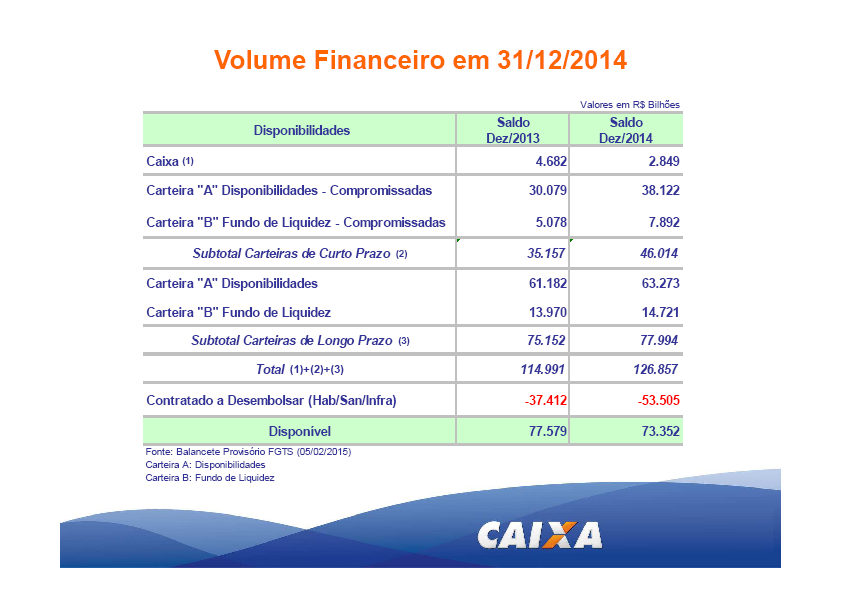 Volume Financeiro em 31/12/2014
Valores em R$ Bilhões
Disponibilidades Saldo Dez/2013 Saldo Dez/2014
Caixa (1) 4.682 2.849
Carteira "A" Disponibilidades - Compromissadas 30.079 38.122
Carteira "B" Fundo de Liquidez - Compromissadas 5.078 7.892
Subtotal Carteiras de Curto Prazo (2) 35.157 46.014
Carteira "A" Disponibilidades 61.182 63.273
Carteira "B" Fundo de Liquidez 13.970 14.721
Subtotal Carteiras de Longo Prazo (3) 75.152 77.994
Total (1)+(2)+(3) 114.991 126.857
Contratado a Desembolsar (Hab/San/Infra) -37.412 -53.505
Disponível 77.579 73.352
Fonte: Balancete Provisório FGTS (05/02/2015)
Carteira A: Disponibilidades
Carteira B: Fundo de Liquidez
CAIXA